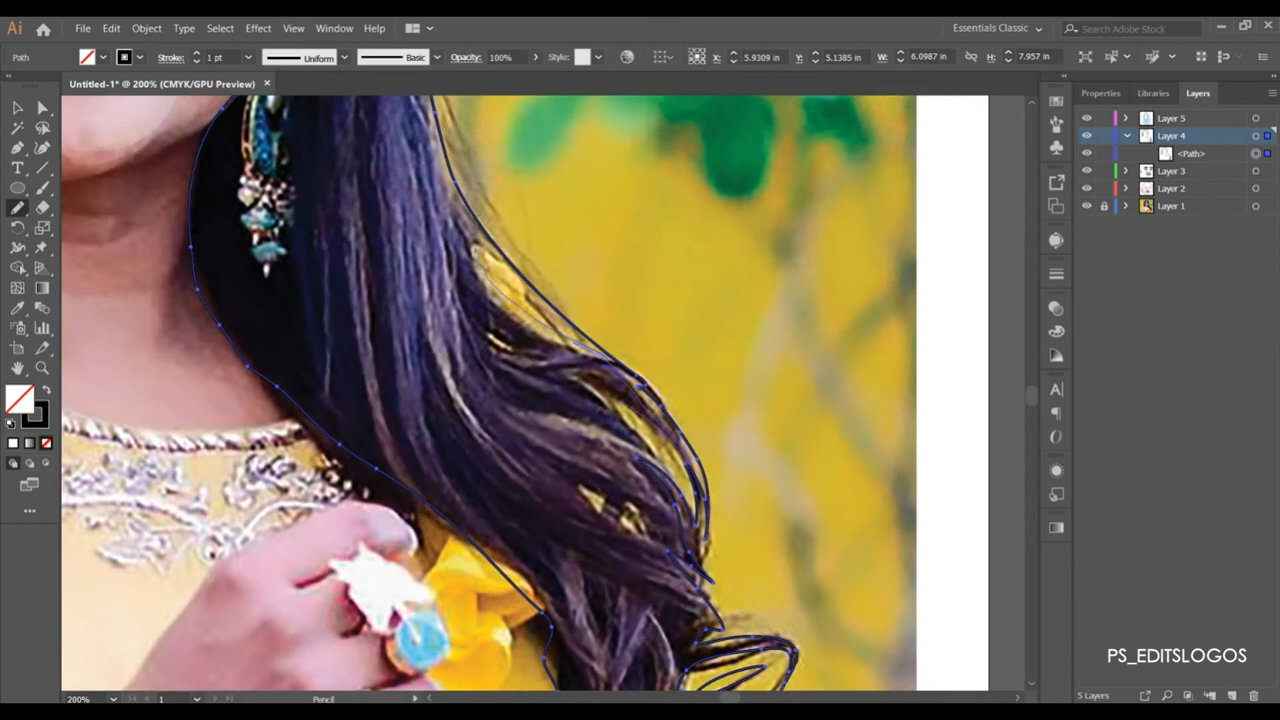 Ai File Edit Object Type Select Effect View Window Help Essentials Classic Search Adobe Stock
Path Stroke: 1 pt Uniform Basic Opacity: 100% Style: X: 5.9309 in Y: 5.1385 in W: 6.0987 in H: 7.957 in
Untitled-1* @ 200% (CMYK/GPU Preview) ×
Properties Libraries Layers
Layer 5
Layer 4
<Path>
Layer 3
Layer 2
Layer 1
PS_EDITSLOGOS
200% 1 Pencil 5 Layers